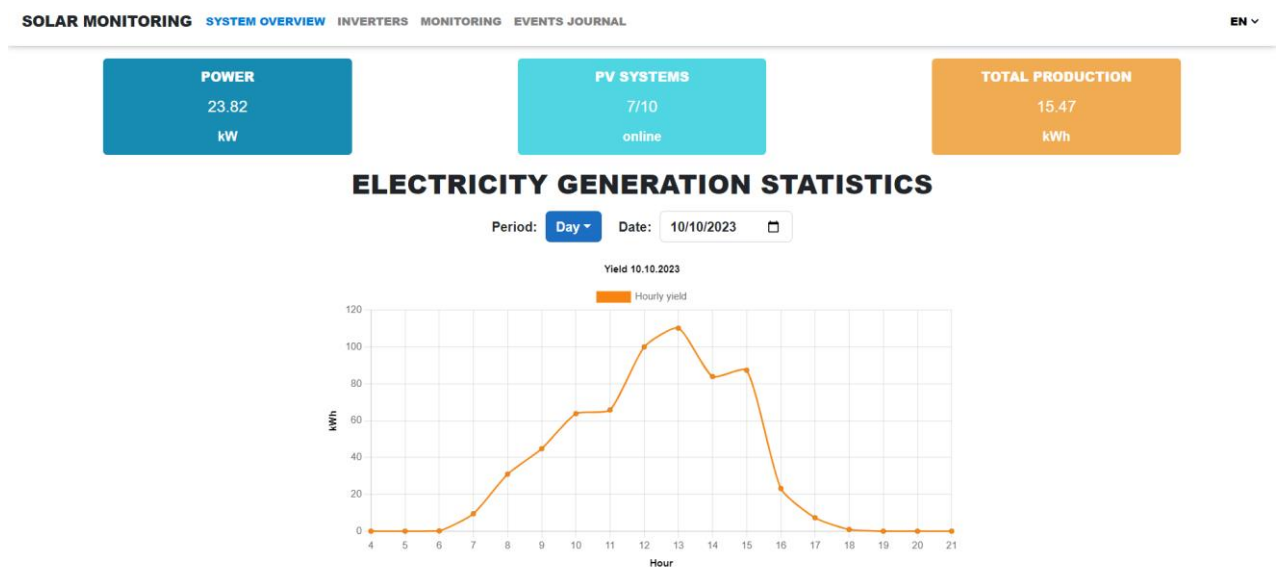 SOLAR MONITORING SYSTEM OVERVIEW INVERTERS MONITORING EVENTS JOURNAL EN
POWER
23.82
kW
PV SYSTEMS
7/10
online
TOTAL PRODUCTION
15.47
kWh
ELECTRICITY GENERATION STATISTICS
Period: Day Date: 10/10/2023
Yield 10.10.2023
Hourly yield
120
100
80
60
40
20
0
kWh
4 5 6 7 8 9 10 11 12 13 14 15 16 17 18 19 20 21
Hour